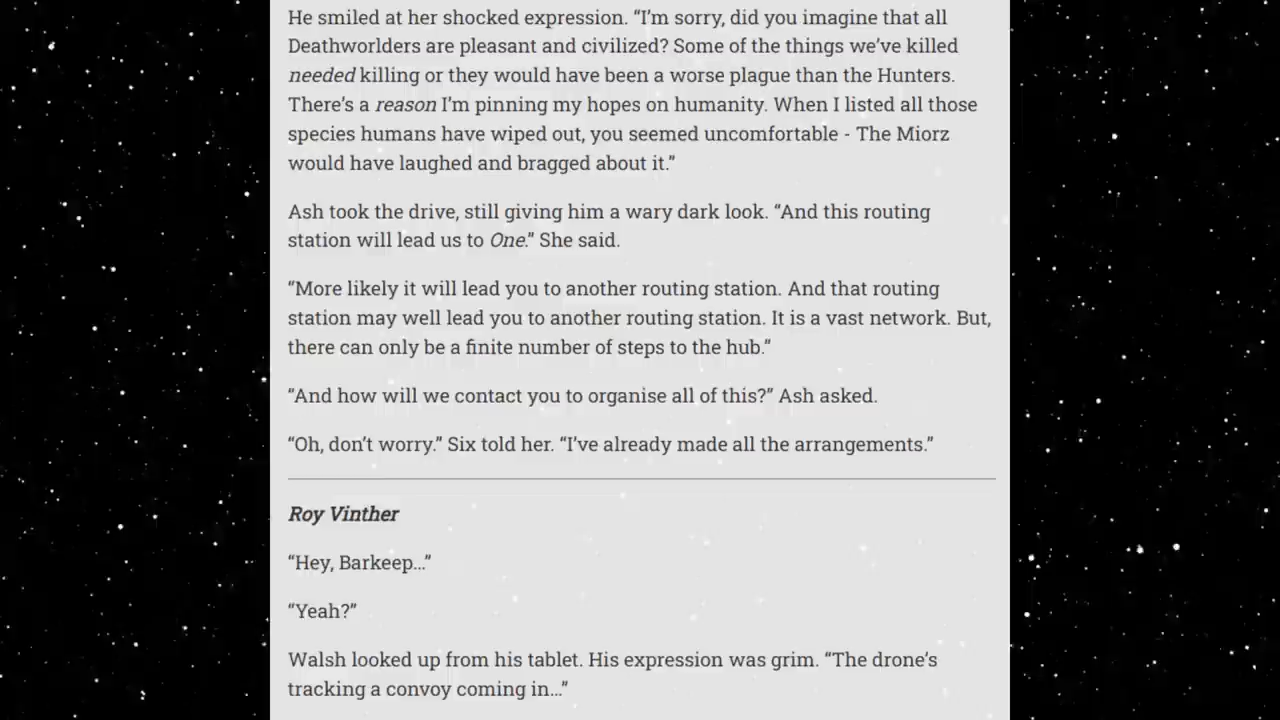 He smiled at her shocked expression. “I’m sorry, did you imagine that all
Deathworlders are pleasant and civilized? Some of the things we’ve killed
needed killing or they would have been a worse plague than the Hunters.
There’s a reason I’m pinning my hopes on humanity. When I listed all those
species humans have wiped out, you seemed uncomfortable - The Miorz
would have laughed and bragged about it.”
Ash took the drive, still giving him a wary dark look. “And this routing
station will lead us to One.” She said.
“More likely it will lead you to another routing station. And that routing
station may well lead you to another routing station. It is a vast network. But,
there can only be a finite number of steps to the hub.”
“And how will we contact you to organise all of this?” Ash asked.
“Oh, don’t worry.” Six told her. “I’ve already made all the arrangements.”
Roy Vinther
“Hey, Barkeep…”
“Yeah?”
Walsh looked up from his tablet. His expression was grim. “The drone’s
tracking a convoy coming in…”